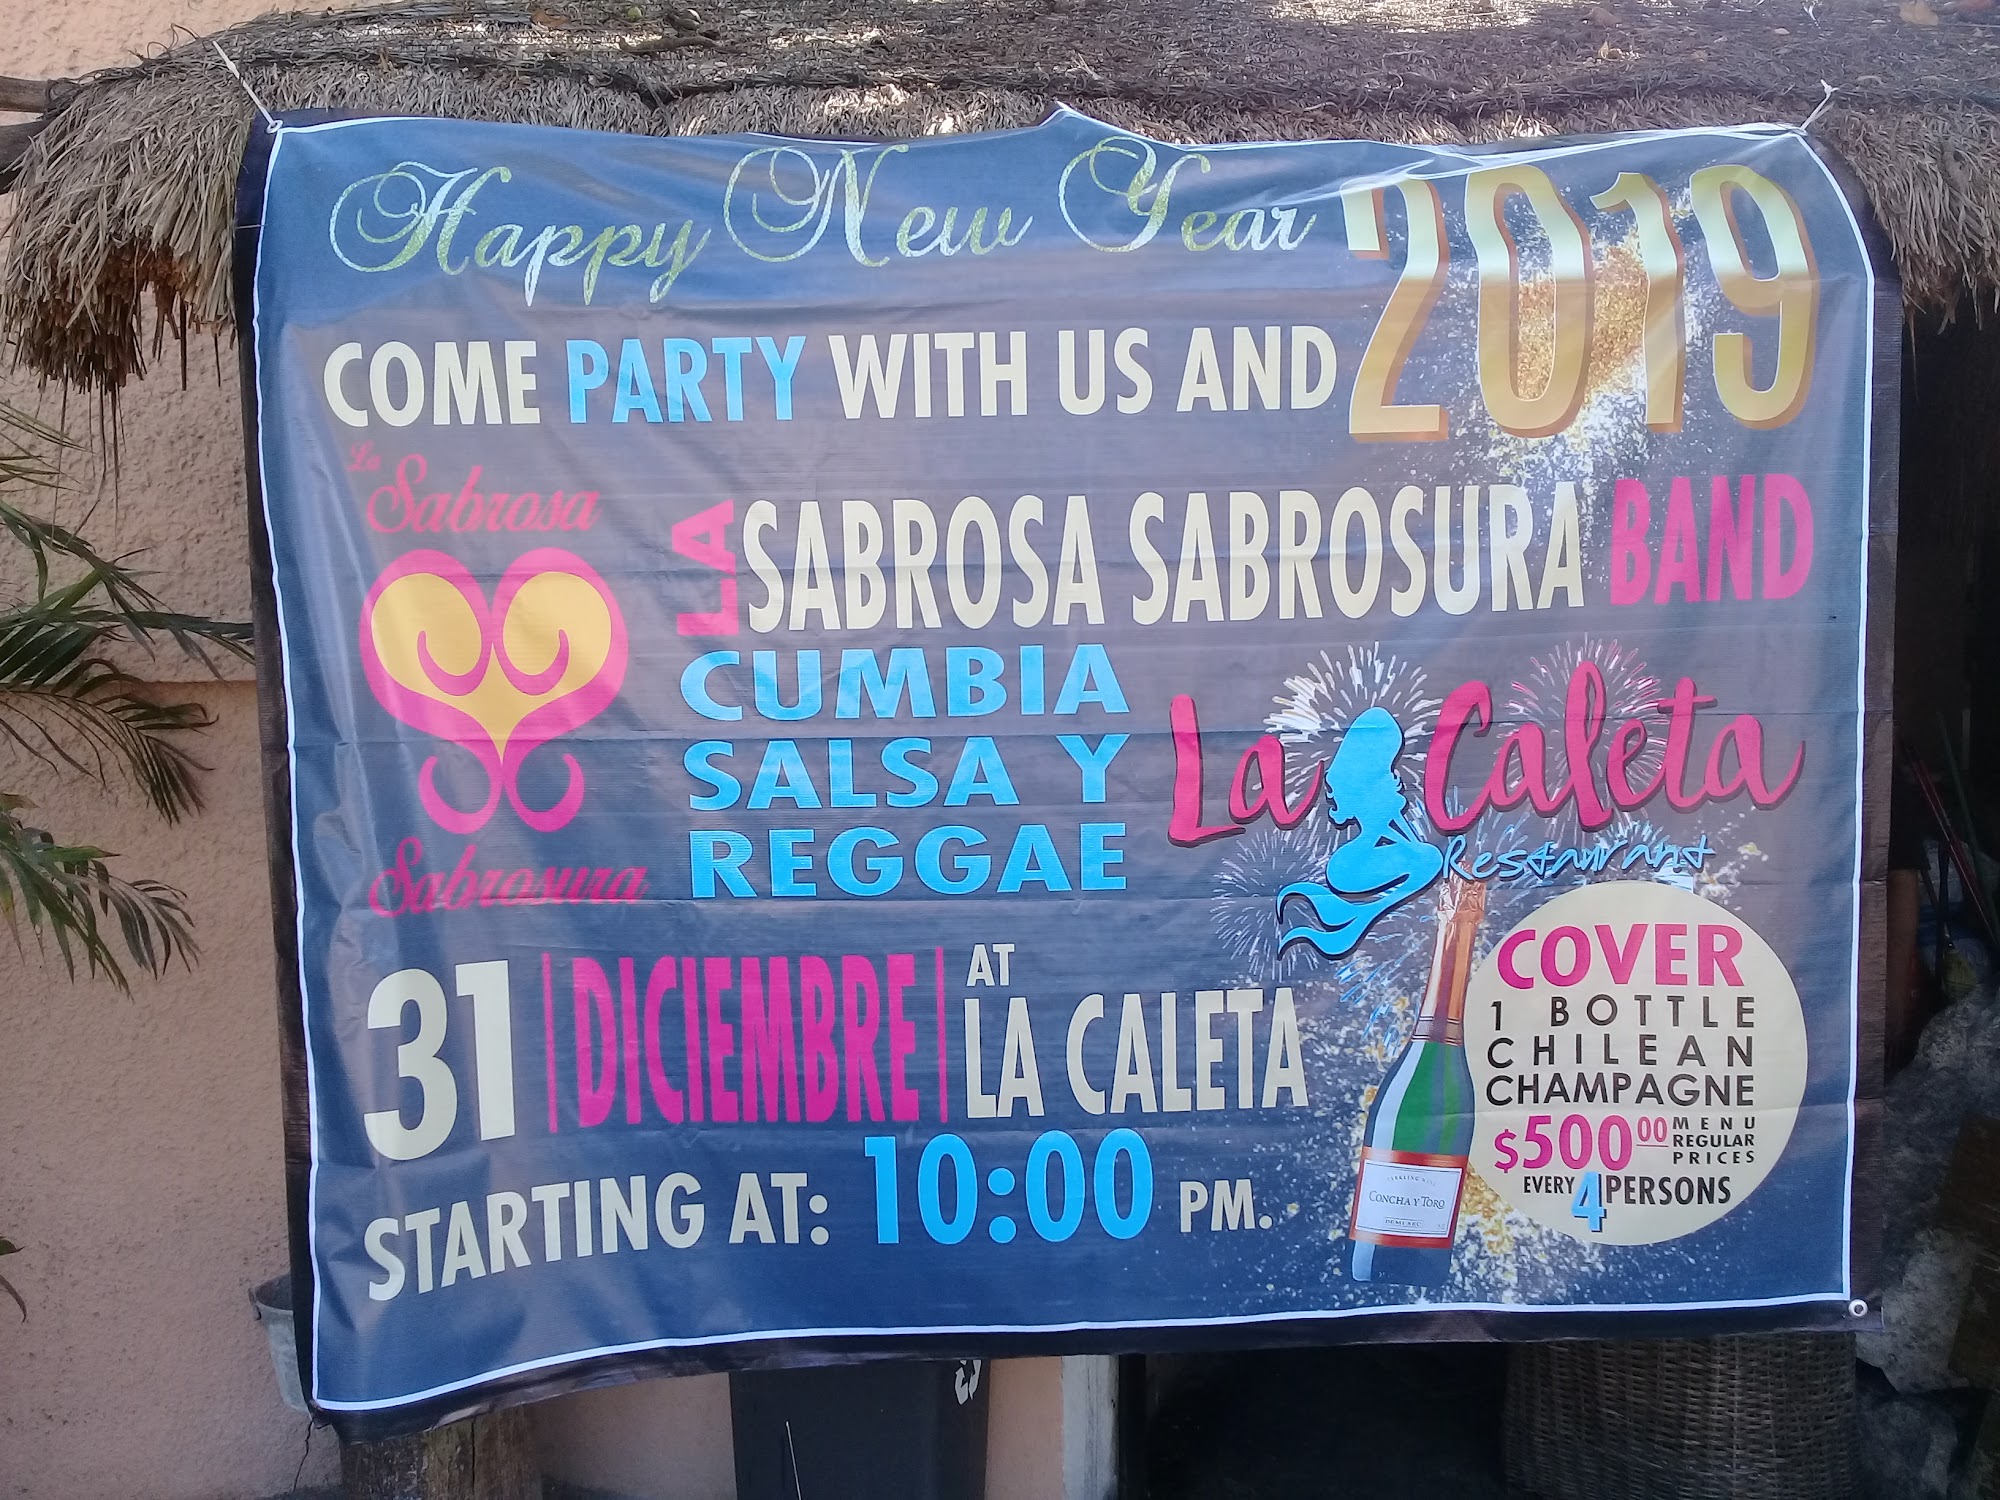 Happy New Year 2019
COME PARTY WITH US AND
La Sabrosa
Sabrosura
LA SABROSA SABROSURA BAND
CUMBIA
SALSA Y
REGGAE
La Caleta
Restaurant
31 DICIEMBRE AT LA CALETA
STARTING AT: 10:00 PM.
COVER
1 BOTTLE
CHILEAN
CHAMPAGNE
$500.00 MENU REGULAR PRICES
EVERY 4 PERSONS
CONCHA Y TORO
DEMI SEC